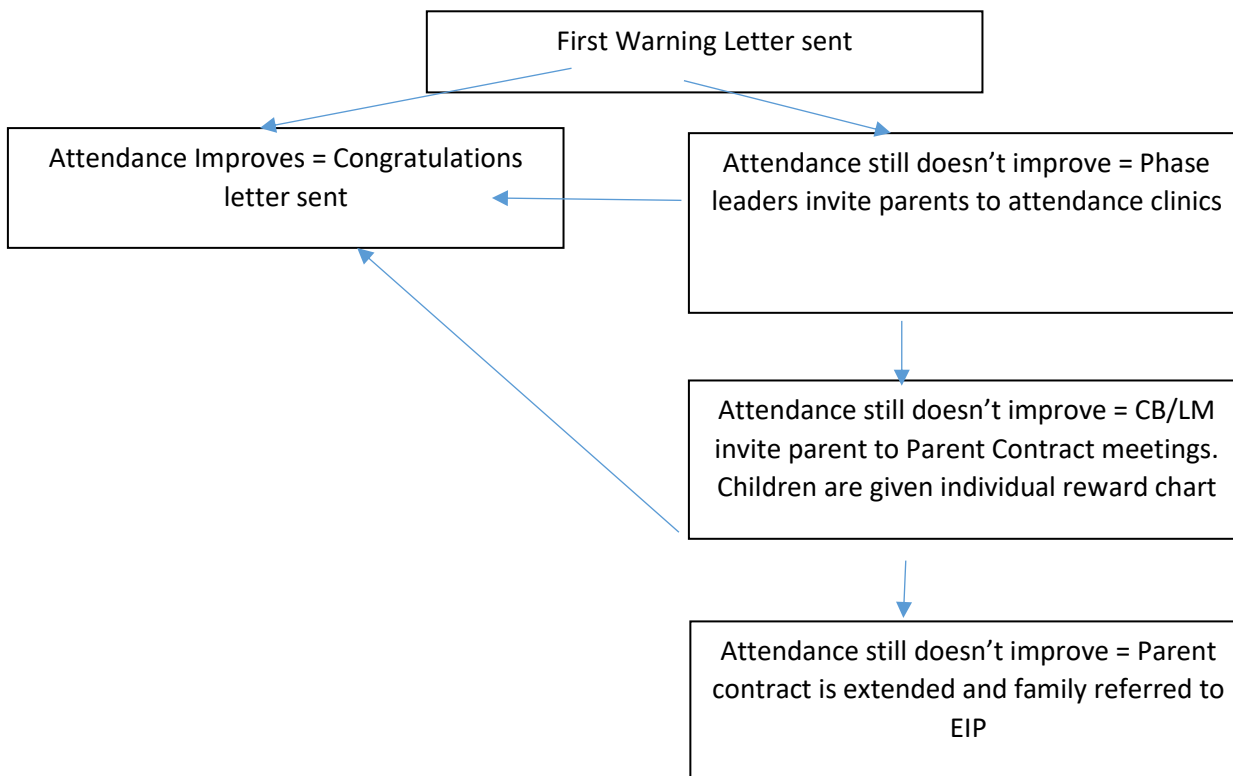 First Warning Letter sent
Attendance Improves = Congratulations
letter sent
Attendance still doesn’t improve = Phase
leaders invite parents to attendance clinics
Attendance still doesn’t improve = CB/LM
invite parent to Parent Contract meetings.
Children are given individual reward chart
Attendance still doesn’t improve = Parent
contract is extended and family referred to
EIP